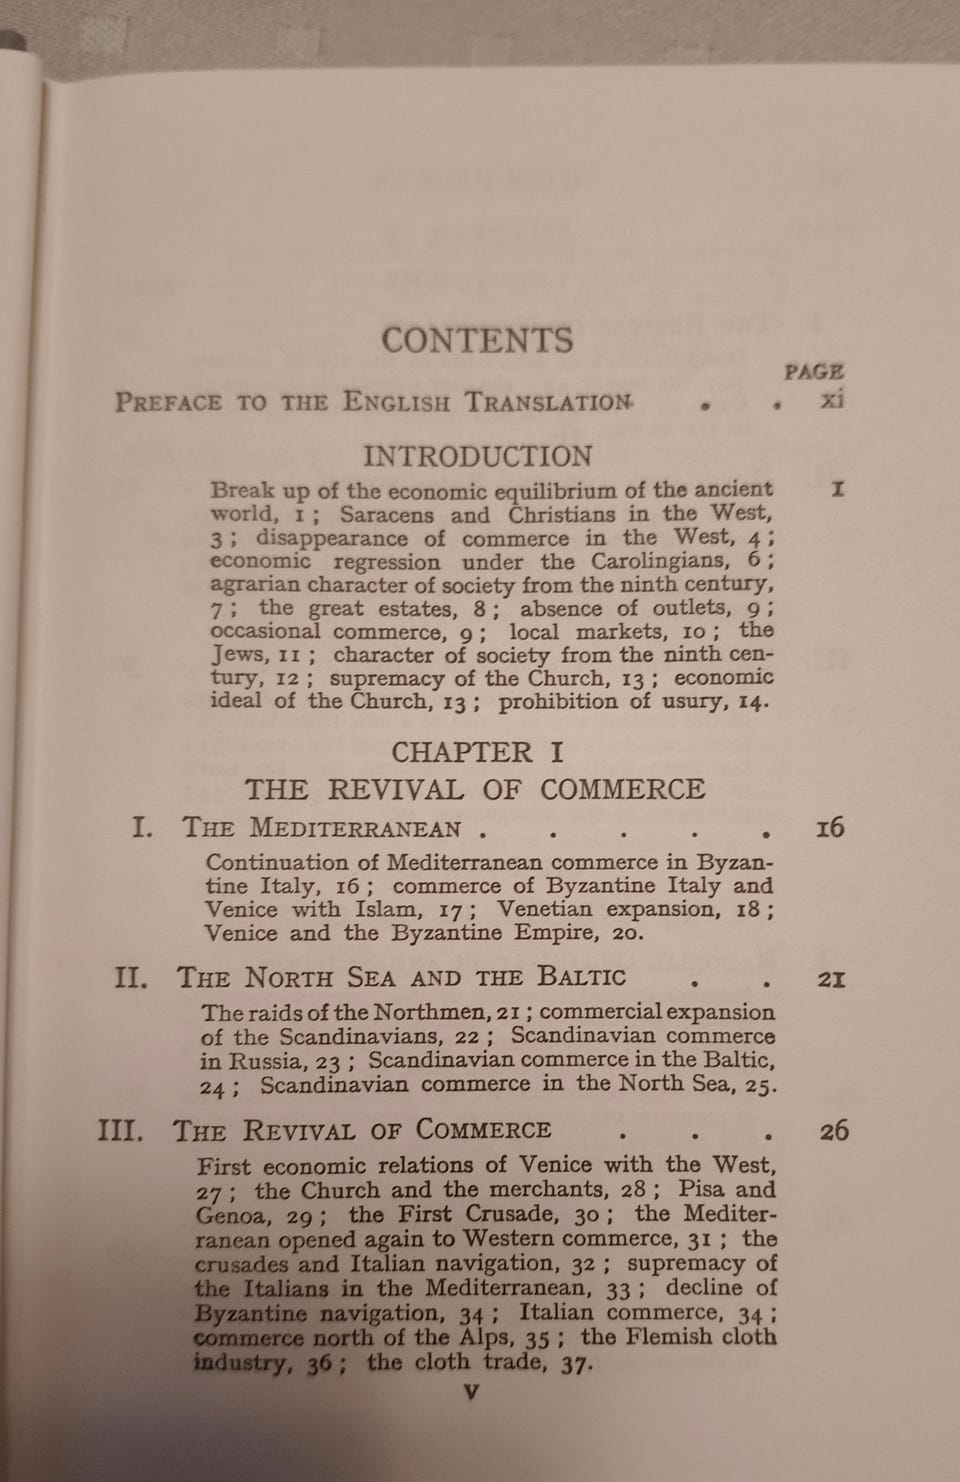 CONTENTS
PAGE
PREFACE TO THE ENGLISH TRANSLATION . . xi
INTRODUCTION
Break up of the economic equilibrium of the ancient 1
world, 1 ; Saracens and Christians in the West,
3 ; disappearance of commerce in the West, 4 ;
economic regression under the Carolingians, 6 ;
agrarian character of society from the ninth century,
7 ; the great estates, 8 ; absence of outlets, 9 ;
occasional commerce, 9 ; local markets, 10 ; the
Jews, 11 ; character of society from the ninth cen-
tury, 12 ; supremacy of the Church, 13 ; economic
ideal of the Church, 13 ; prohibition of usury, 14.
CHAPTER I
THE REVIVAL OF COMMERCE
I. THE MEDITERRANEAN . . . . . 16
Continuation of Mediterranean commerce in Byzan-
tine Italy, 16 ; commerce of Byzantine Italy and
Venice with Islam, 17 ; Venetian expansion, 18 ;
Venice and the Byzantine Empire, 20.
II. THE NORTH SEA AND THE BALTIC . . 21
The raids of the Northmen, 21 ; commercial expansion
of the Scandinavians, 22 ; Scandinavian commerce
in Russia, 23 ; Scandinavian commerce in the Baltic,
24 ; Scandinavian commerce in the North Sea, 25.
III. THE REVIVAL OF COMMERCE . . . 26
First economic relations of Venice with the West,
27 ; the Church and the merchants, 28 ; Pisa and
Genoa, 29 ; the First Crusade, 30 ; the Mediter-
ranean opened again to Western commerce, 31 ; the
crusades and Italian navigation, 32 ; supremacy of
the Italians in the Mediterranean, 33 ; decline of
Byzantine navigation, 34 ; Italian commerce, 34 ;
commerce north of the Alps, 35 ; the Flemish cloth
industry, 36 ; the cloth trade, 37.
v